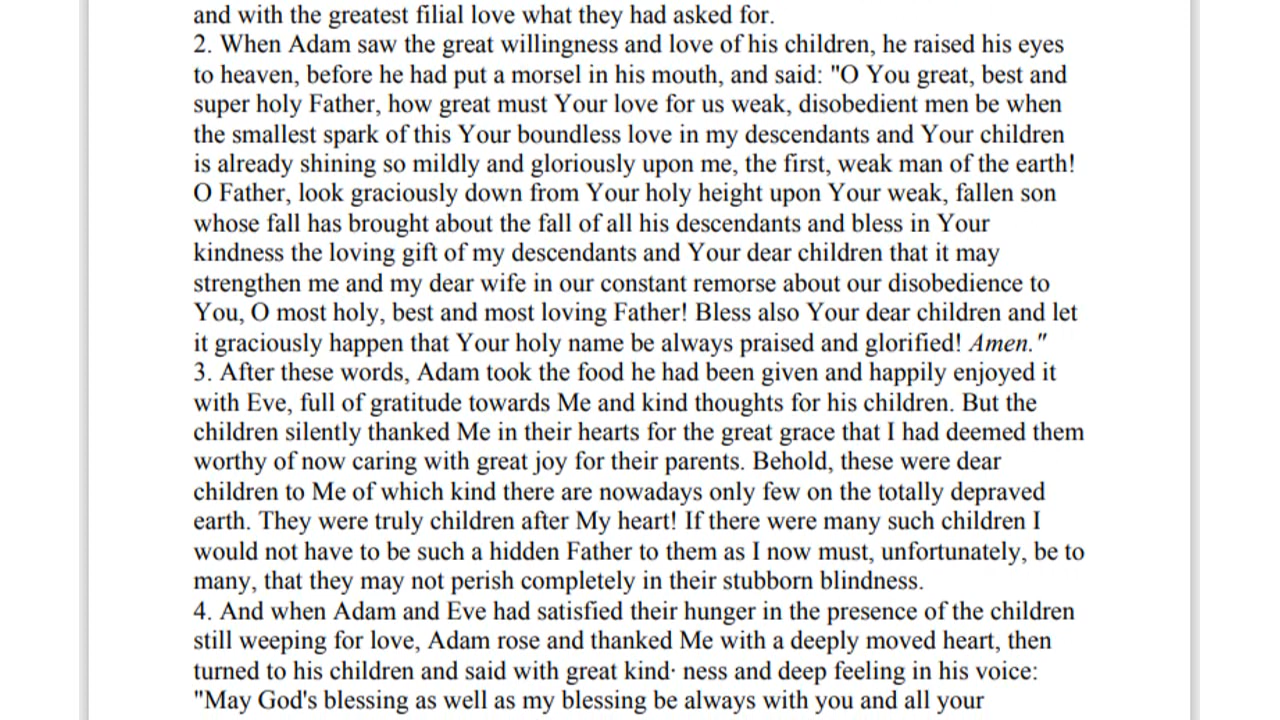 and with the greatest filial love what they had asked for.
2. When Adam saw the great willingness and love of his children, he raised his eyes
to heaven, before he had put a morsel in his mouth, and said: "O You great, best and
super holy Father, how great must Your love for us weak, disobedient men be when
the smallest spark of this Your boundless love in my descendants and Your children
is already shining so mildly and gloriously upon me, the first, weak man of the earth!
O Father, look graciously down from Your holy height upon Your weak, fallen son
whose fall has brought about the fall of all his descendants and bless in Your
kindness the loving gift of my descendants and Your dear children that it may
strengthen me and my dear wife in our constant remorse about our disobedience to
You, O most holy, best and most loving Father! Bless also Your dear children and let
it graciously happen that Your holy name be always praised and glorified! Amen."
3. After these words, Adam took the food he had been given and happily enjoyed it
with Eve, full of gratitude towards Me and kind thoughts for his children. But the
children silently thanked Me in their hearts for the great grace that I had deemed them
worthy of now caring with great joy for their parents. Behold, these were dear
children to Me of which kind there are nowadays only few on the totally depraved
earth. They were truly children after My heart! If there were many such children I
would not have to be such a hidden Father to them as I now must, unfortunately, be to
many, that they may not perish completely in their stubborn blindness.
4. And when Adam and Eve had satisfied their hunger in the presence of the children
still weeping for love, Adam rose and thanked Me with a deeply moved heart, then
turned to his children and said with great kind· ness and deep feeling in his voice:
"May God's blessing as well as my blessing be always with you and all your